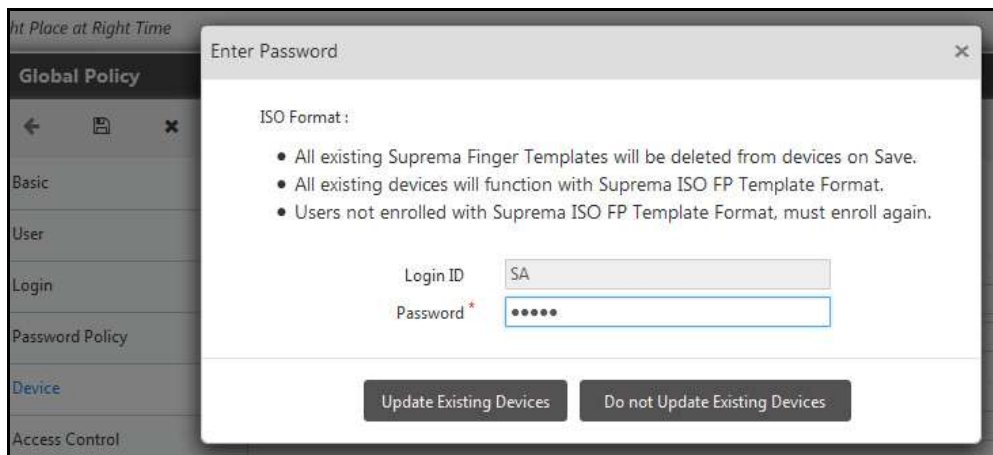 ht Place at Right Time
Global Policy
Basic
User
Login
Password Policy
Device
Access Control
Enter Password
ISO Format :
• All existing Suprema Finger Templates will be deleted from devices on Save.
• All existing devices will function with Suprema ISO FP Template Format.
• Users not enrolled with Suprema ISO FP Template Format, must enroll again.
Login ID SA
Password * •••••
Update Existing Devices Do not Update Existing Devices